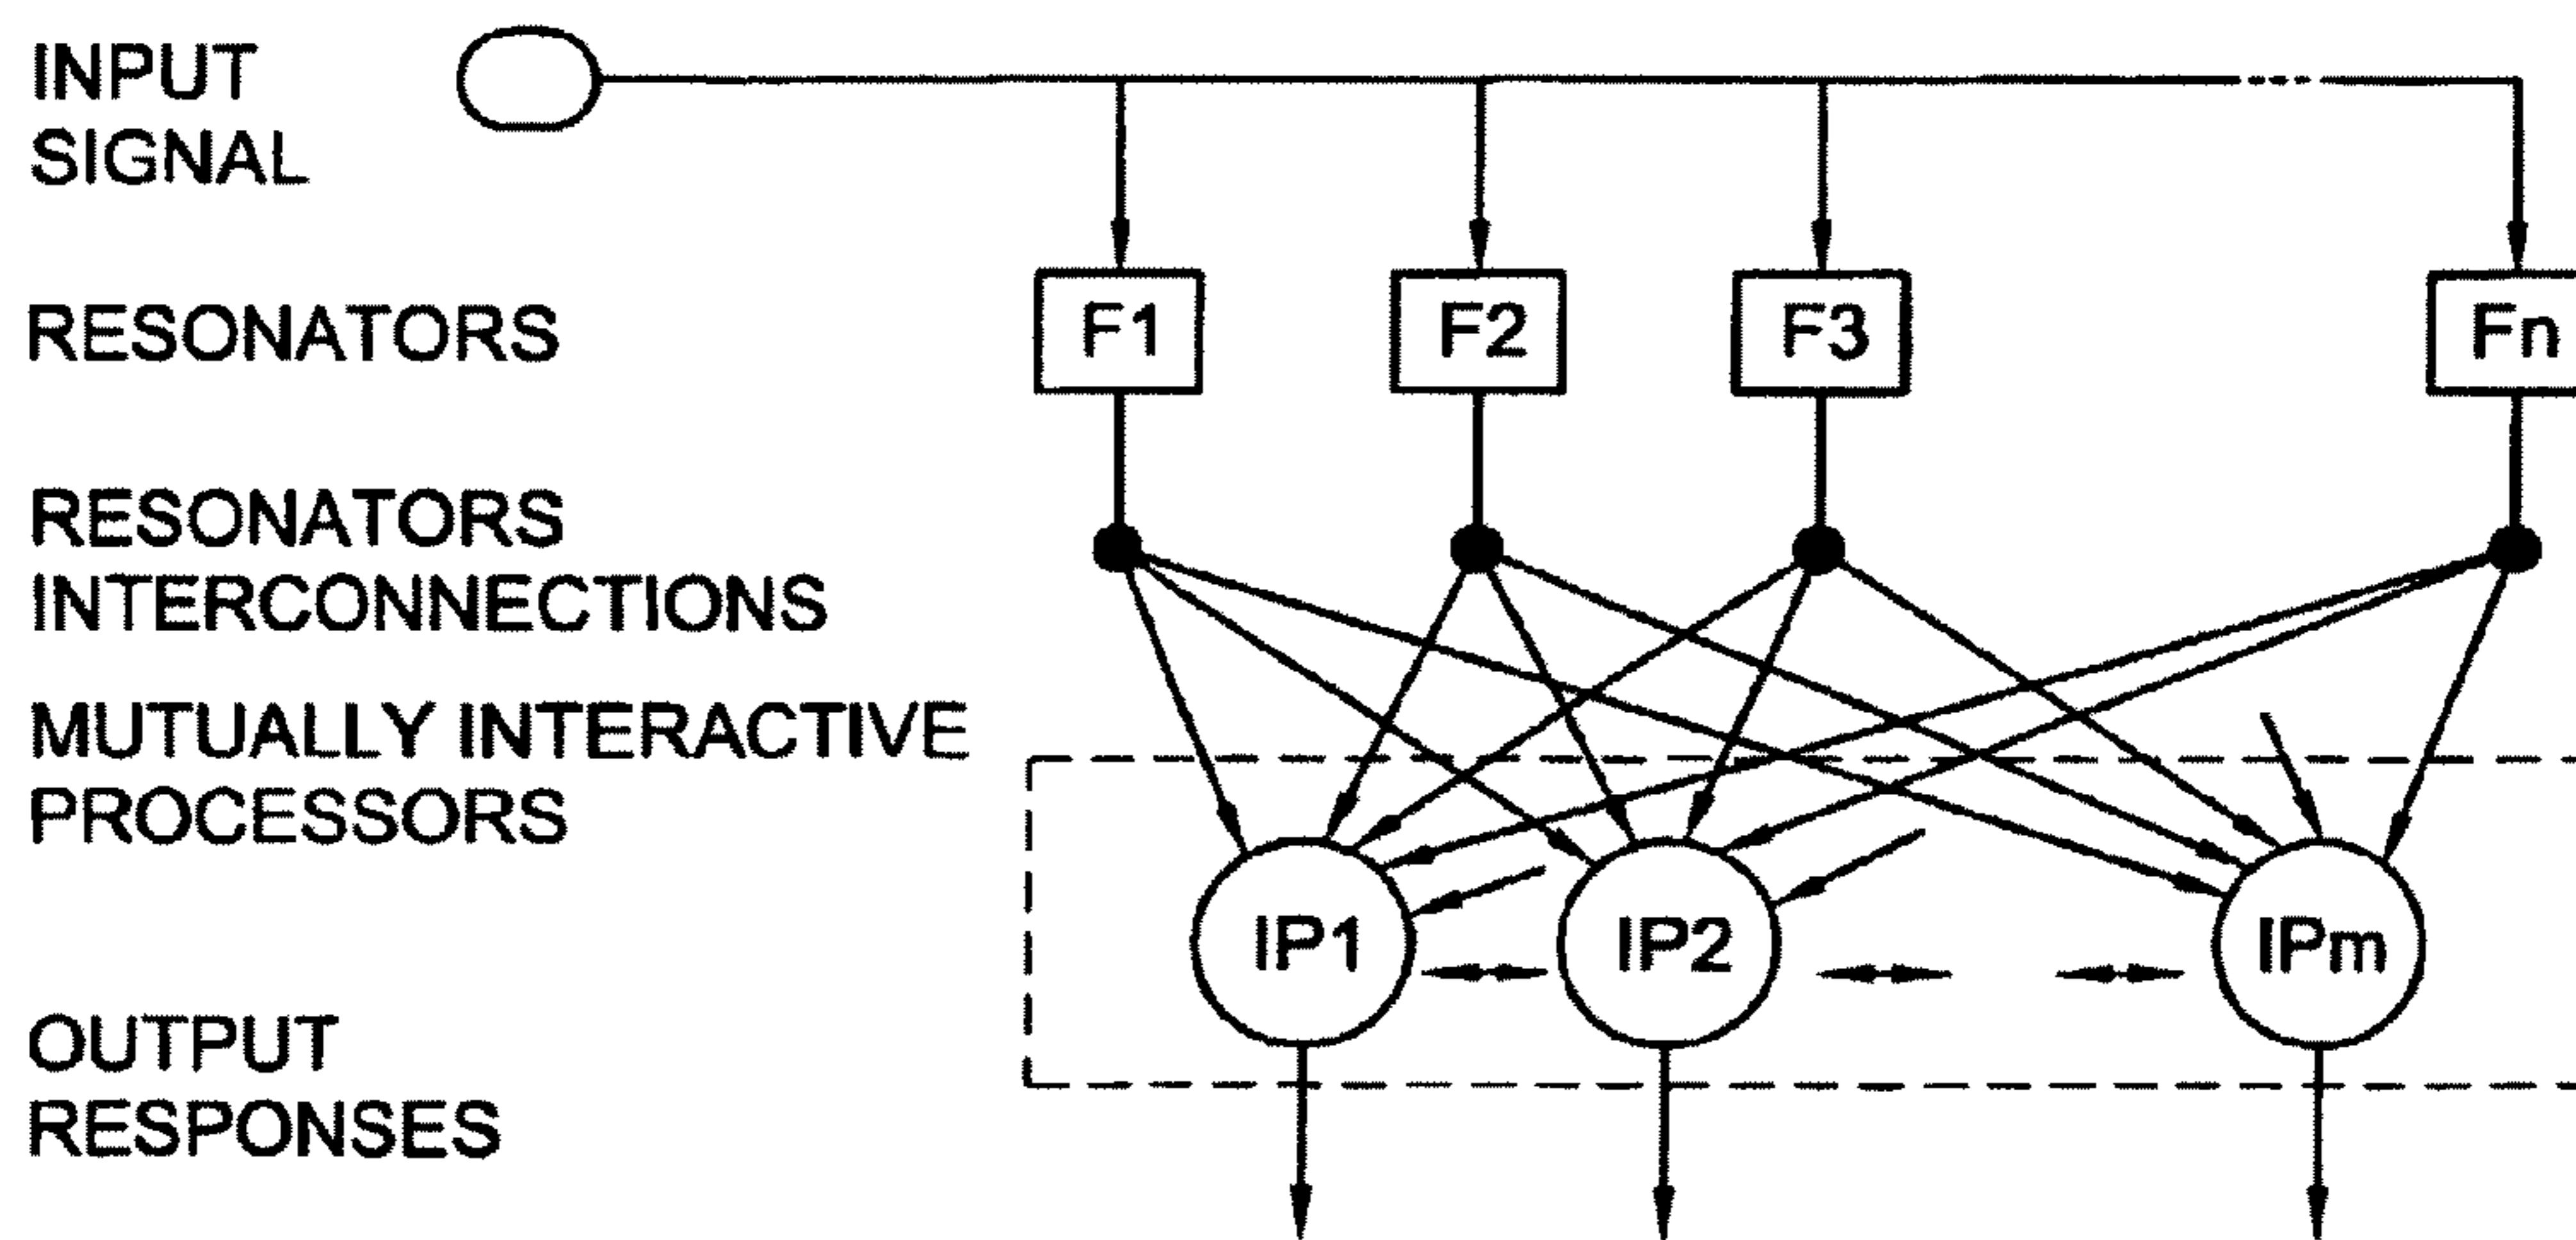 INPUT
SIGNAL
RESONATORS
F1 F2 F3 Fn
RESONATORS
INTERCONNECTIONS
MUTUALLY INTERACTIVE
PROCESSORS
IP1 IP2 IPm
OUTPUT
RESPONSES